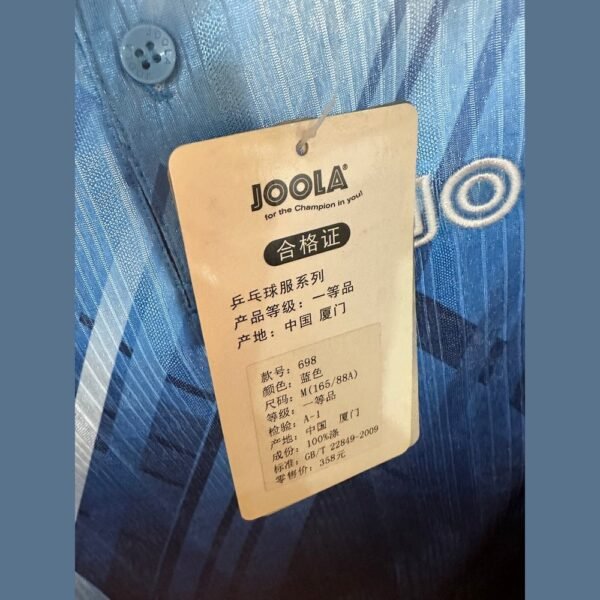 JOOLA
JOOLA®
for the Champion in you!
合格证
乒乓球服系列
产品等级：一等品
产地：中国 厦门
款号：698
颜色：蓝色
尺码：M(165/88A)
等级：一等品
检验：A-1
产地：中国 厦门
成份：100%涤
标准：GB/T 22849-2009
零售价：358元
JO